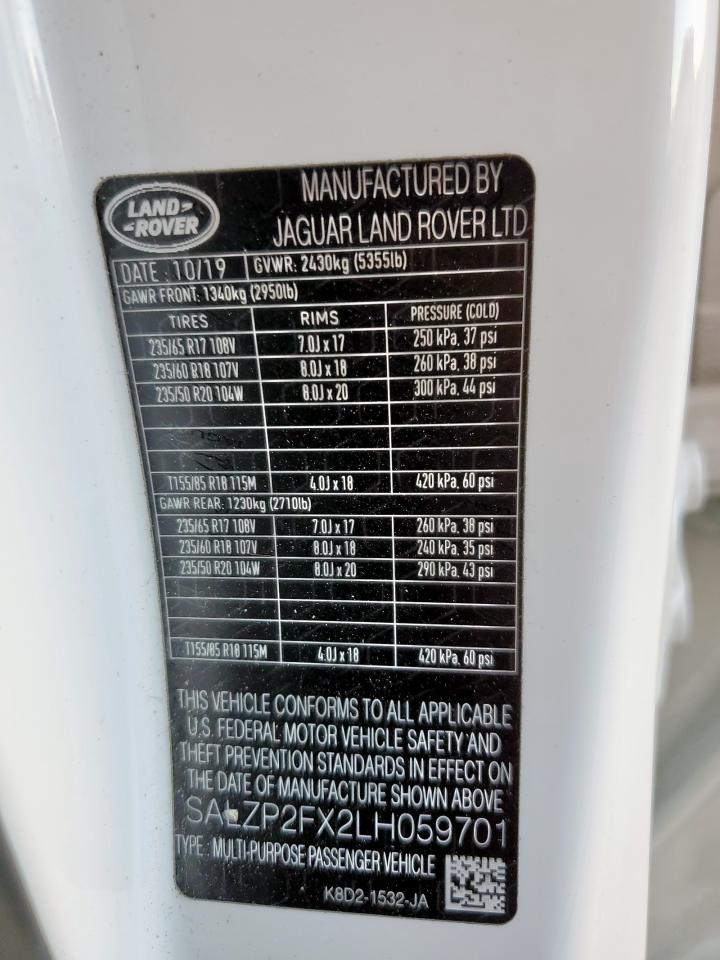 LAND-
-ROVER
MANUFACTURED BY
JAGUAR LAND ROVER LTD
DATE :10/19 GVWR: 2430kg (5355lb)
GAWR FRONT: 1340kg (2950lb)
TIRES RIMS PRESSURE (COLD)
235/65 R17 108V 7.0J x 17 250 kPa, 37 psi
235/60 R18 107V 8.0J x 18 260 kPa, 38 psi
235/50 R20 104W 8.0J x 20 300 kPa, 44 psi
T155/85 R18 115M 4.0J x 18 420 kPa, 60 psi
GAWR REAR: 1230kg (2710lb)
235/65 R17 108V 7.0J x 17 260 kPa, 38 psi
235/60 R18 107V 8.0J x 18 240 kPa, 35 psi
235/50 R20 104W 8.0J x 20 290 kPa, 43 psi
T155/85 R18 115M 4.0J x 18 420 kPa, 60 psi
THIS VEHICLE CONFORMS TO ALL APPLICABLE
U.S. FEDERAL MOTOR VEHICLE SAFETY AND
THEFT PREVENTION STANDARDS IN EFFECT ON
THE DATE OF MANUFACTURE SHOWN ABOVE
SALZP2FX2LH059701
TYPE : MULTI-PURPOSE PASSENGER VEHICLE
K8D2-1532-JA